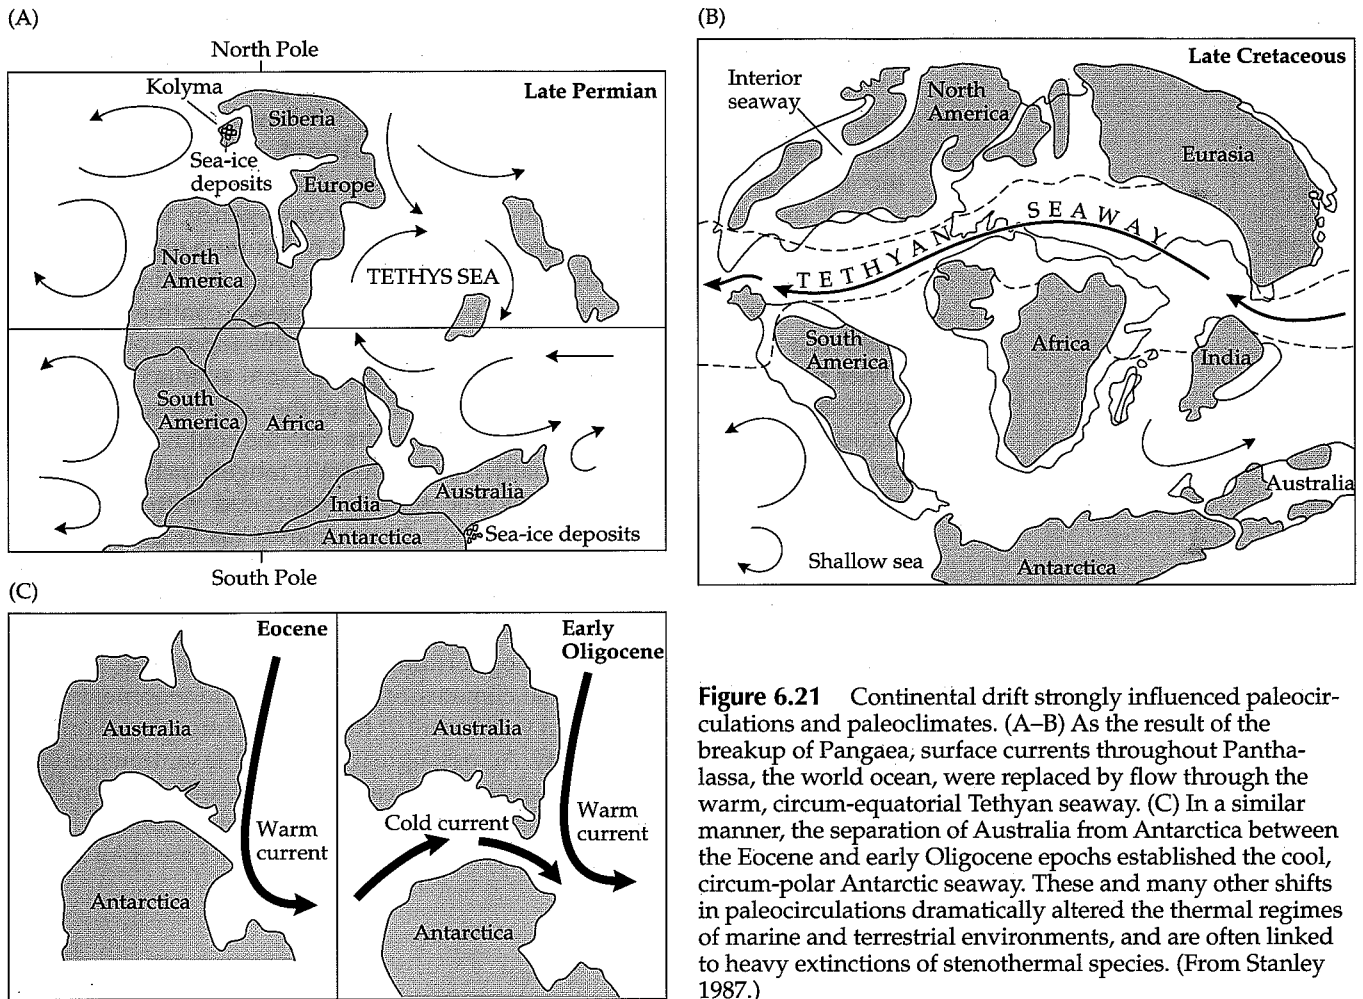 (A)
North Pole
Late Permian
Kolyma
Siberia
Sea-ice
deposits
Europe
North
America
TETHYS SEA
South
America
Africa
India
Australia
Antarctica
Sea-ice deposits
South Pole
(B)
Late Cretaceous
Interior
seaway
North
America
Eurasia
TETHYAN SEAWAY
South
America
Africa
India
Australia
Shallow sea
Antarctica
(C)
Eocene
Australia
Warm
current
Antarctica
Early
Oligocene
Australia
Cold current
Warm
current
Antarctica
Figure 6.21 Continental drift strongly influenced paleocir-
culations and paleoclimates. (A–B) As the result of the
breakup of Pangaea, surface currents throughout Pantha-
lassa, the world ocean, were replaced by flow through the
warm, circum-equatorial Tethyan seaway. (C) In a similar
manner, the separation of Australia from Antarctica between
the Eocene and early Oligocene epochs established the cool,
circum-polar Antarctic seaway. These and many other shifts
in paleocirculations dramatically altered the thermal regimes
of marine and terrestrial environments, and are often linked
to heavy extinctions of stenothermal species. (From Stanley
1987.)